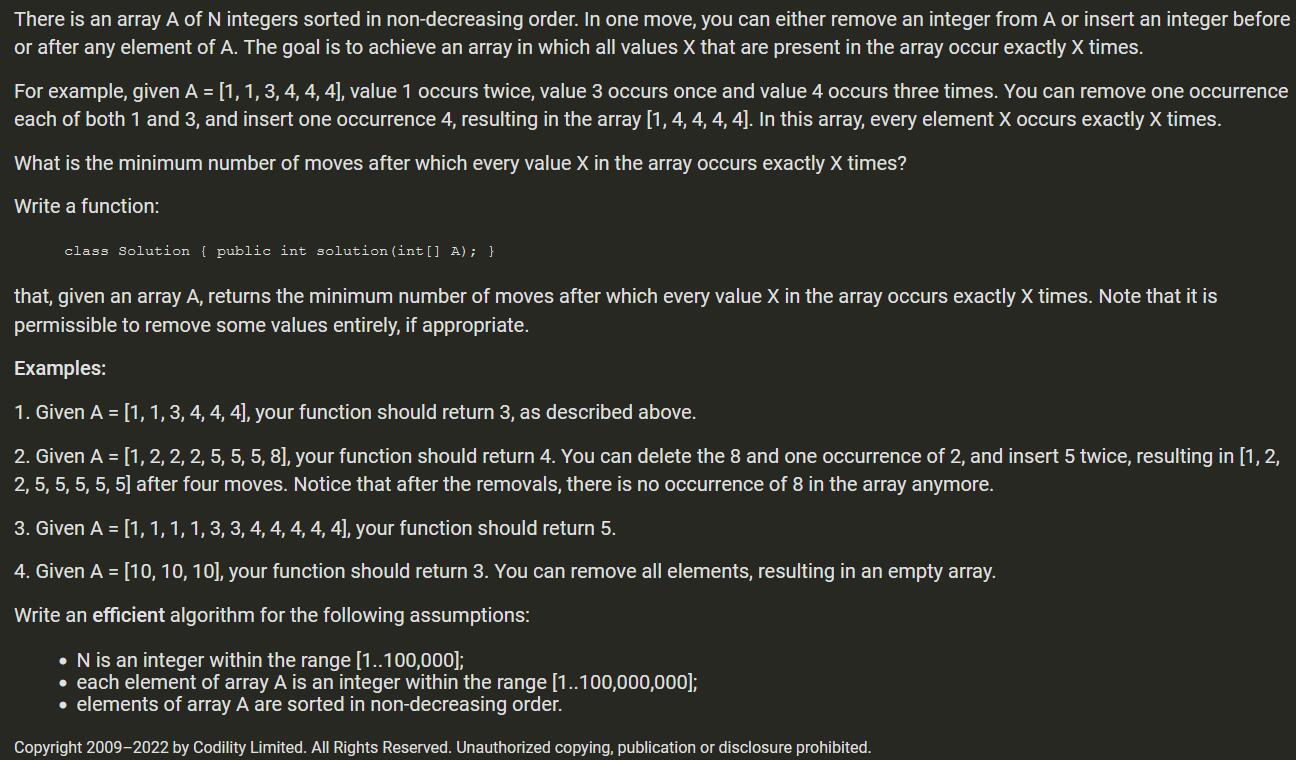 There is an array A of N integers sorted in non-decreasing order. In one move, you can either remove an integer from A or insert an integer before
or after any element of A. The goal is to achieve an array in which all values X that are present in the array occur exactly X times.
For example, given A = [1, 1, 3, 4, 4, 4], value 1 occurs twice, value 3 occurs once and value 4 occurs three times. You can remove one occurrence
each of both 1 and 3, and insert one occurrence 4, resulting in the array [1, 4, 4, 4, 4]. In this array, every element X occurs exactly X times.
What is the minimum number of moves after which every value X in the array occurs exactly X times?
Write a function:
class Solution { public int solution(int[] A); }
that, given an array A, returns the minimum number of moves after which every value X in the array occurs exactly X times. Note that it is
permissible to remove some values entirely, if appropriate.
Examples:
1. Given A = [1, 1, 3, 4, 4, 4], your function should return 3, as described above.
2. Given A = [1, 2, 2, 2, 5, 5, 5, 8], your function should return 4. You can delete the 8 and one occurrence of 2, and insert 5 twice, resulting in [1, 2,
2, 5, 5, 5, 5, 5] after four moves. Notice that after the removals, there is no occurrence of 8 in the array anymore.
3. Given A = [1, 1, 1, 1, 3, 3, 4, 4, 4, 4, 4], your function should return 5.
4. Given A = [10, 10, 10], your function should return 3. You can remove all elements, resulting in an empty array.
Write an efficient algorithm for the following assumptions:
• N is an integer within the range [1..100,000];
• each element of array A is an integer within the range [1..100,000,000];
• elements of array A are sorted in non-decreasing order.
Copyright 2009–2022 by Codility Limited. All Rights Reserved. Unauthorized copying, publication or disclosure prohibited.